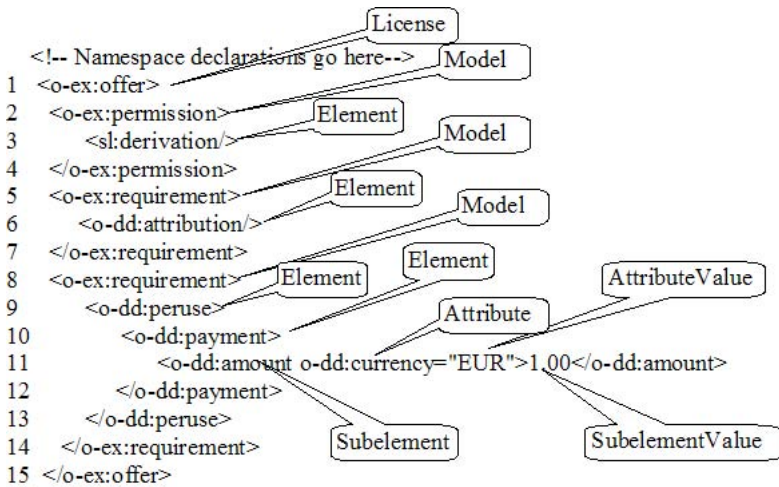 License
<!-- Namespace declarations go here-->
Model
1 <o-ex:offer>
2 <o-ex:permission>
Element
3 <sl:derivation/>
Model
4 </o-ex:permission>
5 <o-ex:requirement>
Element
6 <o-dd:attribution/>
Model
7 </o-ex:requirement>
8 <o-ex:requirement>
Element
Element
AttributeValue
9 <o-dd:peruse>
Attribute
10 <o-dd:payment>
11 <o-dd:amount o-dd:currency="EUR">1.00</o-dd:amount>
12 </o-dd:payment>
13 </o-dd:peruse>
Subelement
SubelementValue
14 </o-ex:requirement>
15 </o-ex:offer>